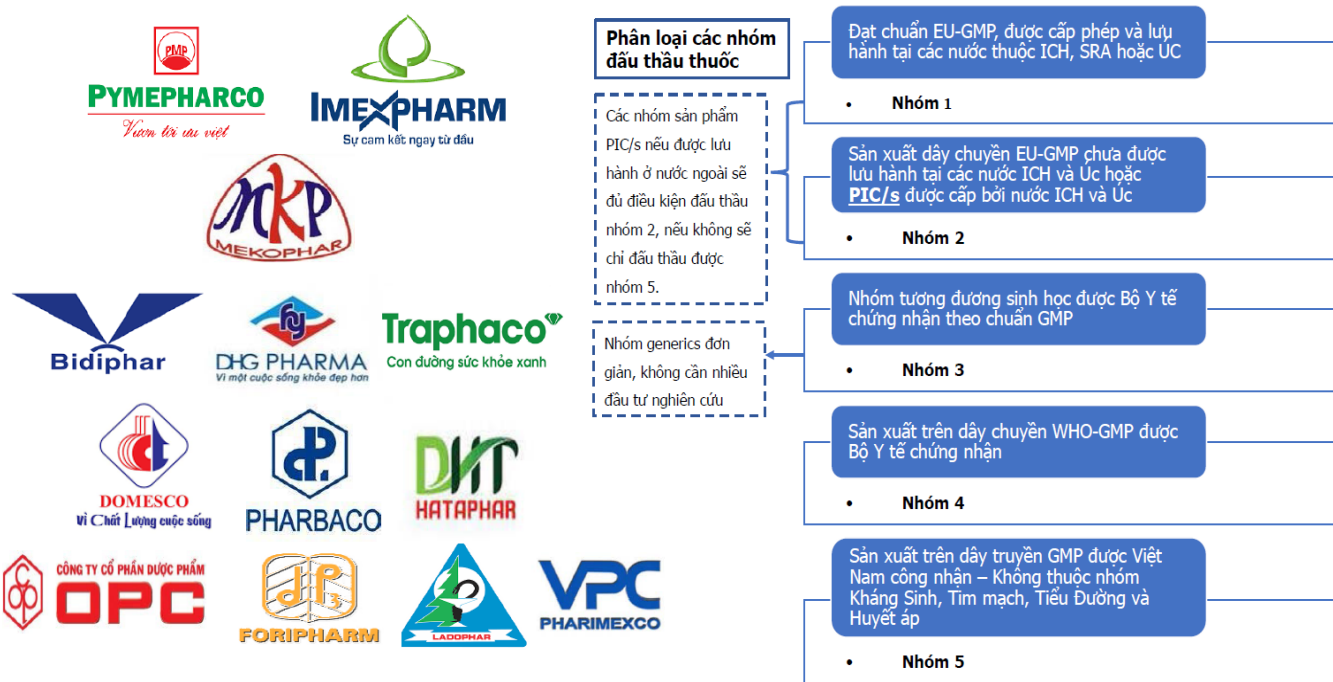 PMP
PYMEPHARCO
Vươn tới ưu việt
IMEXPHARM
Sự cam kết ngay từ đầu
MKP
MEKOPHAR
Bidiphar
DHG PHARMA
Vì một cuộc sống khỏe đẹp hơn
Traphaco
Con đường sức khỏe xanh
DOMESCO
Vì Chất Lượng cuộc sống
PHARBACO
DHT
HATAPHAR
CÔNG TY CỔ PHẦN DƯỢC PHẨM
OPC
FORIPHARM
LADOPHAR
VPC
PHARIMEXCO
Phân loại các nhóm
đấu thầu thuốc
Các nhóm sản phẩm
PIC/s nếu được lưu
hành ở nước ngoài sẽ
đủ điều kiện đấu thầu
nhóm 2, nếu không sẽ
chỉ đấu thầu được
nhóm 5.
Nhóm generics đơn
giản, không cần nhiều
đầu tư nghiên cứu
Đạt chuẩn EU-GMP, được cấp phép và lưu
hành tại các nước thuộc ICH, SRA hoặc ÚC
• Nhóm 1
Sản xuất dây chuyền EU-GMP chưa được
lưu hành tại các nước ICH và Úc hoặc
PIC/s được cấp bởi nước ICH và Úc
• Nhóm 2
Nhóm tương đương sinh học được Bộ Y tế
chứng nhận theo chuẩn GMP
• Nhóm 3
Sản xuất trên dây chuyền WHO-GMP được
Bộ Y tế chứng nhận
• Nhóm 4
Sản xuất trên dây truyền GMP được Việt
Nam công nhận – Không thuộc nhóm
Kháng Sinh, Tim mạch, Tiểu Đường và
Huyết áp
• Nhóm 5